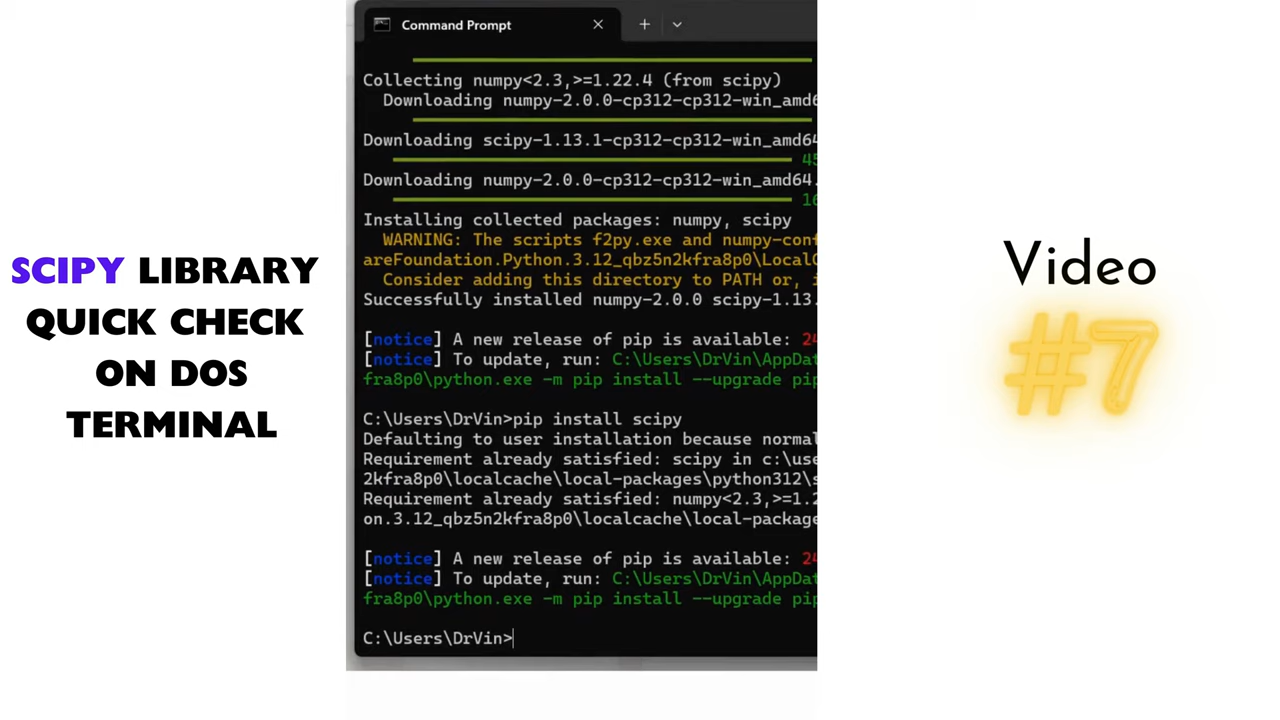 SCIPY LIBRARY
QUICK CHECK
ON DOS
TERMINAL
Command Prompt
Collecting numpy<2.3,>=1.22.4 (from scipy)
Downloading numpy-2.0.0-cp312-cp312-win_amd6
Downloading scipy-1.13.1-cp312-cp312-win_amd64
45
Downloading numpy-2.0.0-cp312-cp312-win_amd64.
16
Installing collected packages: numpy, scipy
WARNING: The scripts f2py.exe and numpy-conf
areFoundation.Python.3.12_qbz5n2kfra8p0\LocalC
Consider adding this directory to PATH or, i
Successfully installed numpy-2.0.0 scipy-1.13.
[notice] A new release of pip is available: 24
[notice] To update, run: C:\Users\DrVin\AppDat
fra8p0\python.exe -m pip install --upgrade pip
C:\Users\DrVin>pip install scipy
Defaulting to user installation because normal
Requirement already satisfied: scipy in c:\use
2kfra8p0\localcache\local-packages\python312\s
Requirement already satisfied: numpy<2.3,>=1.2
on.3.12_qbz5n2kfra8p0\localcache\local-package
[notice] A new release of pip is available: 24
[notice] To update, run: C:\Users\DrVin\AppDat
fra8p0\python.exe -m pip install --upgrade pip
C:\Users\DrVin>
Video
#7